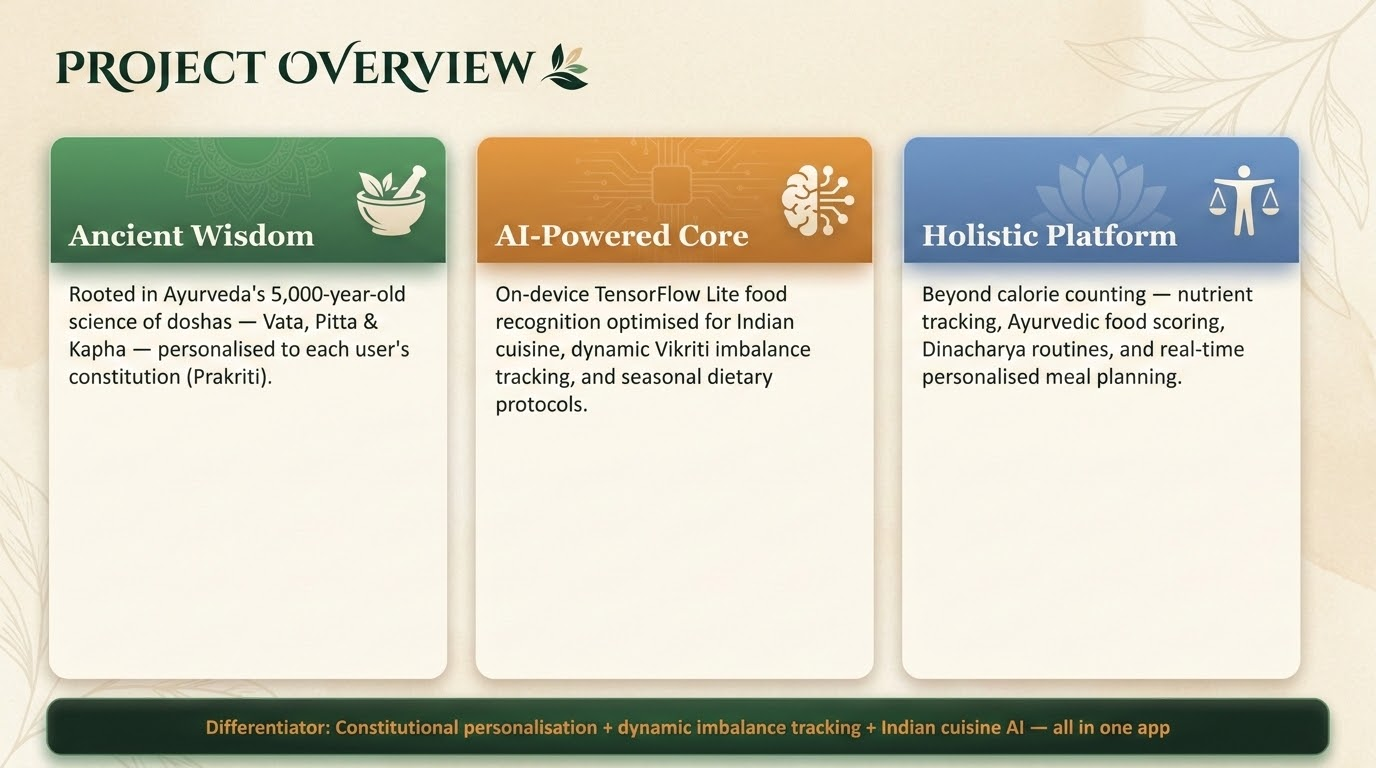 PROJECT OVERVIEW
Ancient Wisdom
Rooted in Ayurveda's 5,000-year-old
science of doshas — Vata, Pitta &
Kapha — personalised to each user's
constitution (Prakriti).
AI-Powered Core
On-device TensorFlow Lite food
recognition optimised for Indian
cuisine, dynamic Vikriti imbalance
tracking, and seasonal dietary
protocols.
Holistic Platform
Beyond calorie counting — nutrient
tracking, Ayurvedic food scoring,
Dinacharya routines, and real-time
personalised meal planning.
Differentiator: Constitutional personalisation + dynamic imbalance tracking + Indian cuisine AI — all in one app